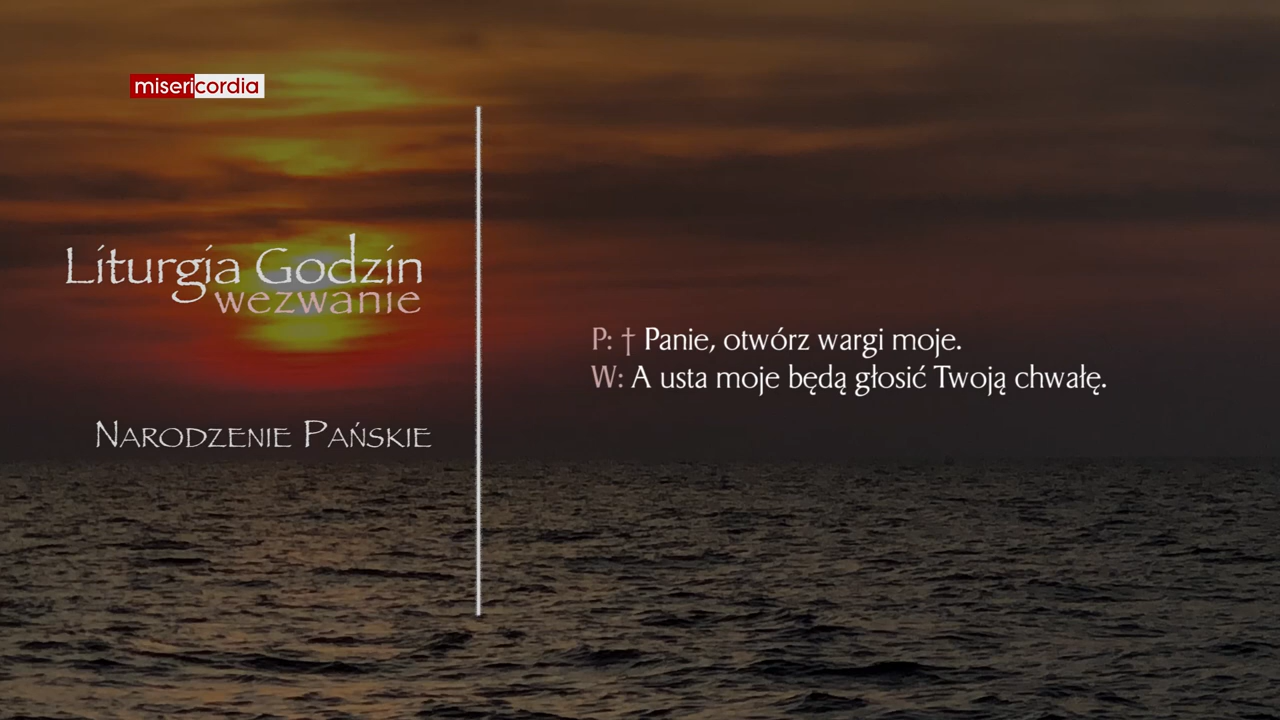 misericordia
Liturgia Godzin
wezwanie
Narodzenie Pańskie
P: † Panie, otwórz wargi moje.
W: A usta moje będą głosić Twoją chwałę.